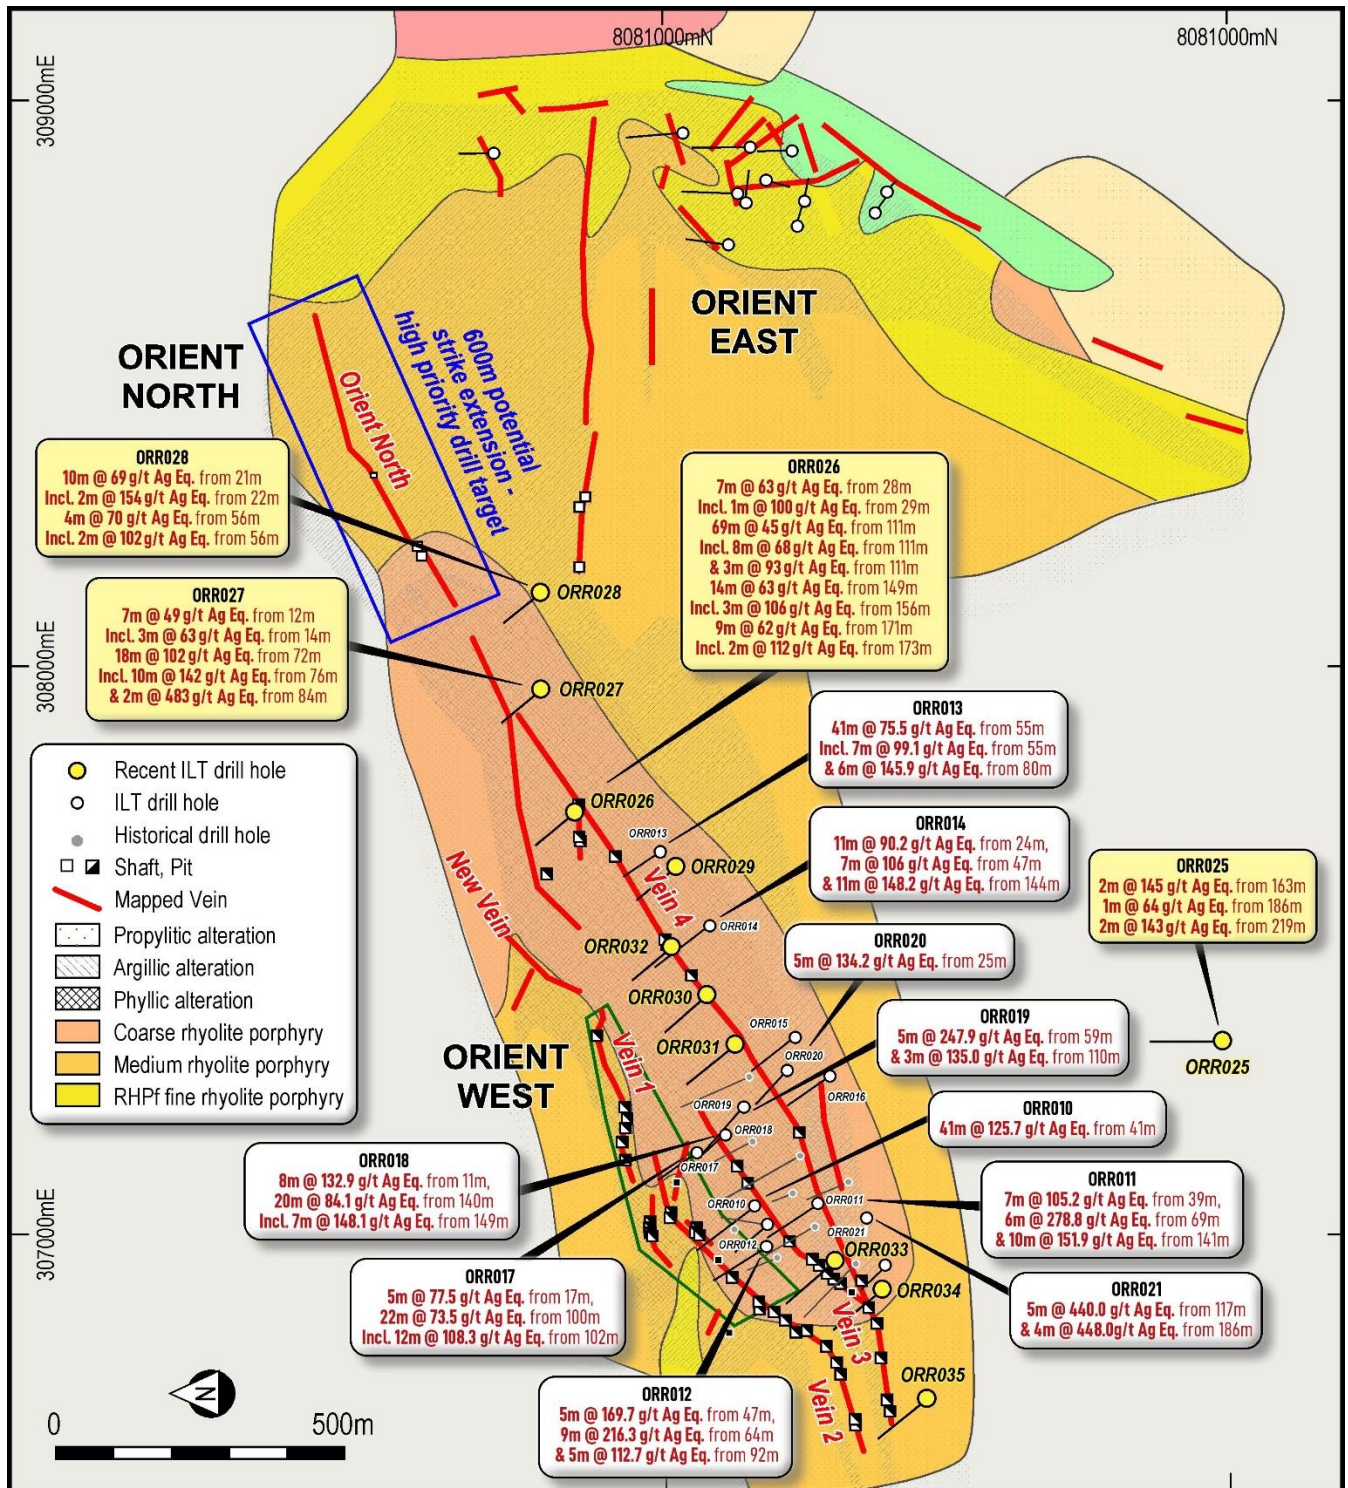 8081000mN
8081000mN
309000mE
308000mE
307000mE
ORIENT
NORTH
ORIENT
EAST
Orient North
600m potential
strike extension -
high priority drill target
ORR028
10m @ 69 g/t Ag Eq. from 21m
Incl. 2m @ 154 g/t Ag Eq. from 22m
4m @ 70 g/t Ag Eq. from 56m
Incl. 2m @ 102 g/t Ag Eq. from 56m
ORR027
7m @ 49 g/t Ag Eq. from 12m
Incl. 3m @ 63 g/t Ag Eq. from 14m
18m @ 102 g/t Ag Eq. from 72m
Incl. 10m @ 142 g/t Ag Eq. from 76m
& 2m @ 483 g/t Ag Eq. from 84m
ORR026
7m @ 63 g/t Ag Eq. from 28m
Incl. 1m @ 100 g/t Ag Eq. from 29m
69m @ 45 g/t Ag Eq. from 111m
Incl. 8m @ 68 g/t Ag Eq. from 111m
& 3m @ 93 g/t Ag Eq. from 111m
14m @ 63 g/t Ag Eq. from 149m
Incl. 3m @ 106 g/t Ag Eq. from 156m
9m @ 62 g/t Ag Eq. from 171m
Incl. 2m @ 112 g/t Ag Eq. from 173m
ORR028
ORR027
ORR013
41m @ 75.5 g/t Ag Eq. from 55m
Incl. 7m @ 99.1 g/t Ag Eq. from 55m
& 6m @ 145.9 g/t Ag Eq. from 80m
ORR014
11m @ 90.2 g/t Ag Eq. from 24m,
7m @ 106 g/t Ag Eq. from 47m
& 11m @ 148.2 g/t Ag Eq. from 144m
ORR025
2m @ 145 g/t Ag Eq. from 163m
1m @ 64 g/t Ag Eq. from 186m
2m @ 143 g/t Ag Eq. from 219m
ORR020
5m @ 134.2 g/t Ag Eq. from 25m
ORR019
5m @ 247.9 g/t Ag Eq. from 59m
& 3m @ 135.0 g/t Ag Eq. from 110m
ORR010
41m @ 125.7 g/t Ag Eq. from 41m
ORR011
7m @ 105.2 g/t Ag Eq. from 39m,
6m @ 278.8 g/t Ag Eq. from 69m
& 10m @ 151.9 g/t Ag Eq. from 141m
ORR021
5m @ 440.0 g/t Ag Eq. from 117m
& 4m @ 448.0g/t Ag Eq. from 186m
Recent ILT drill hole
ILT drill hole
Historical drill hole
Shaft, Pit
Mapped Vein
Propylitic alteration
Argillic alteration
Phyllic alteration
Coarse rhyolite porphyry
Medium rhyolite porphyry
RHPf fine rhyolite porphyry
ORR026
ORR013
ORR029
New Vein
Vein 4
ORR014
ORR032
ORR030
ORR031
ORR015
ORR020
ORR025
ORIENT
WEST
Vein 1
ORR019
ORR016
ORR018
ORR017
ORR010
ORR011
ORR012
ORR021
ORR033
ORR034
Vein 3
Vein 2
ORR035
ORR018
8m @ 132.9 g/t Ag Eq. from 11m,
20m @ 84.1 g/t Ag Eq. from 140m
Incl. 7m @ 148.1 g/t Ag Eq. from 149m
ORR017
5m @ 77.5 g/t Ag Eq. from 17m,
22m @ 73.5 g/t Ag Eq. from 100m
Incl. 12m @ 108.3 g/t Ag Eq. from 102m
ORR012
5m @ 169.7 g/t Ag Eq. from 47m,
9m @ 216.3 g/t Ag Eq. from 64m
& 5m @ 112.7 g/t Ag Eq. from 92m
N
0 500m